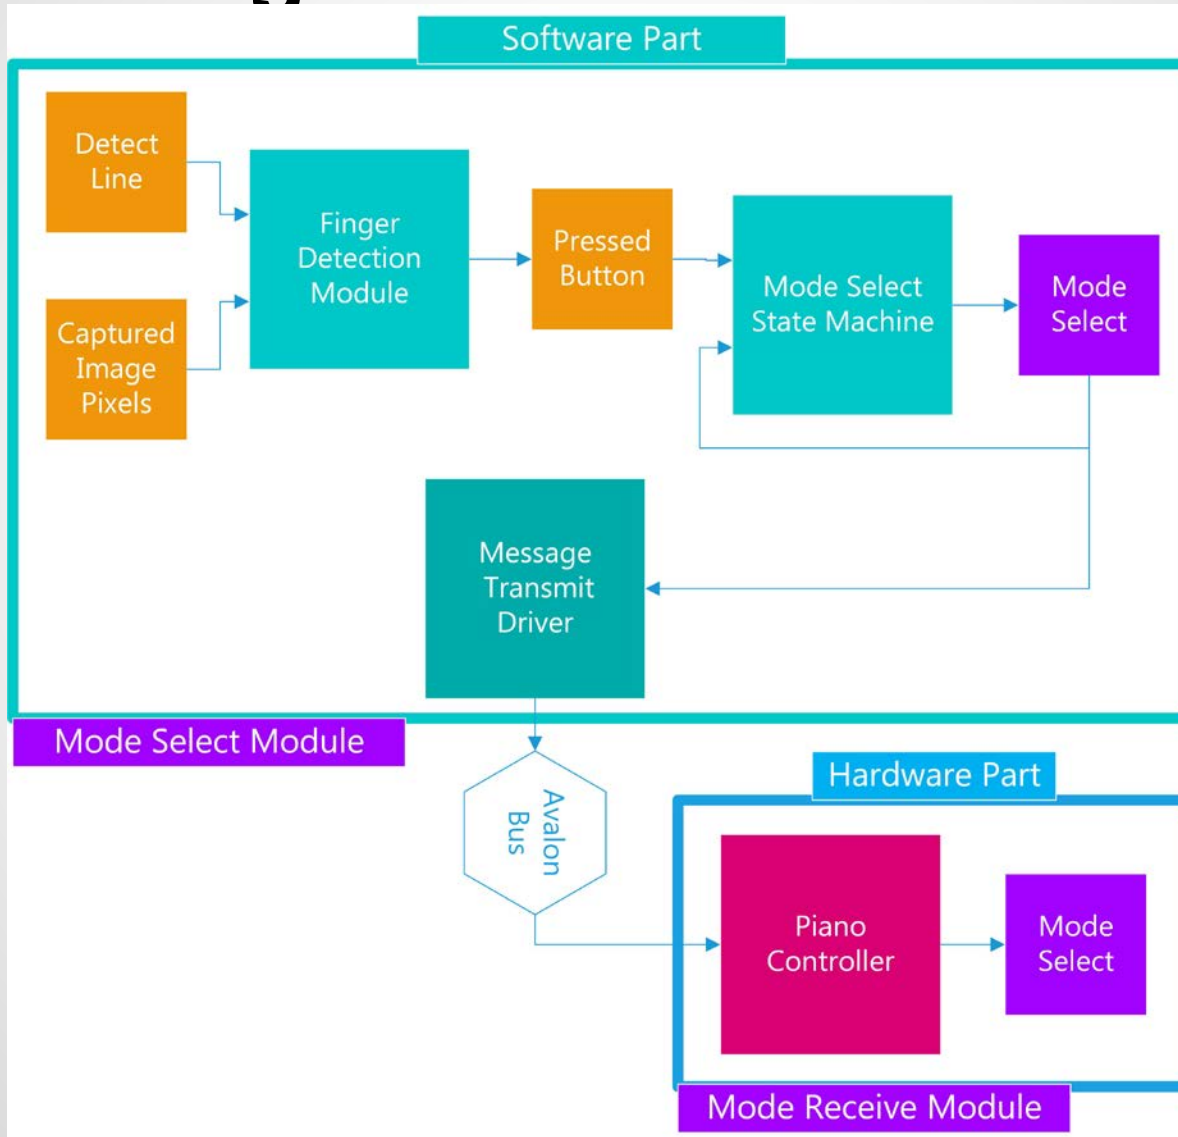 Software Part
Detect
Line
Finger
Detection
Module
Pressed
Button
Mode Select
State Machine
Mode
Select
Captured
Image
Pixels
Message
Transmit
Driver
Mode Select Module
Avalon
Bus
Hardware Part
Piano
Controller
Mode
Select
Mode Receive Module